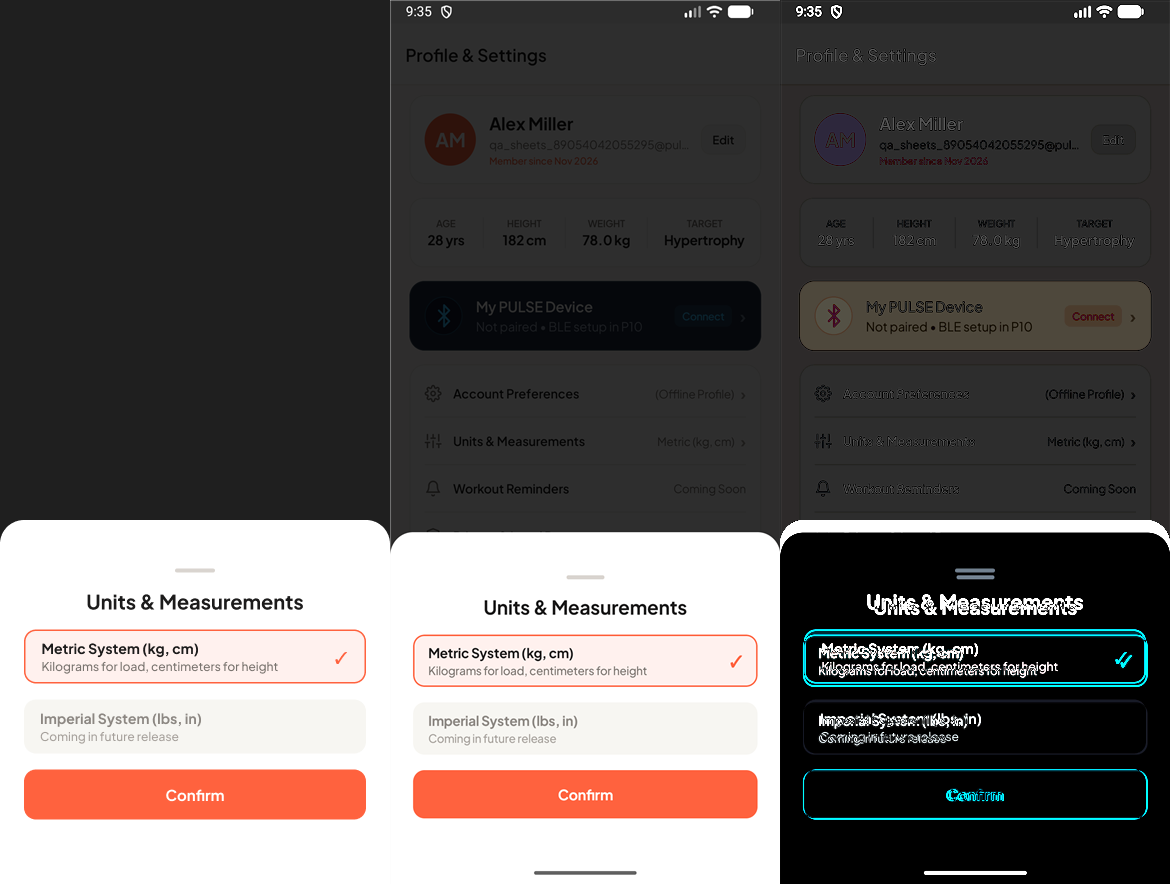 Units & Measurements
Metric System (kg, cm)
Kilograms for load, centimeters for height
✓
Imperial System (lbs, in)
Coming in future release
Confirm
9:35
Profile & Settings
AM
Alex Miller
qa_sheets_89054042055295@pul...
Member since Nov 2026
Edit
AGE HEIGHT WEIGHT TARGET
28 yrs 182 cm 78.0 kg Hypertrophy
My PULSE Device
Not paired • BLE setup in P10
Connect ›
Account Preferences (Offline Profile) ›
Units & Measurements Metric (kg, cm) ›
Workout Reminders Coming Soon
Units & Measurements
Metric System (kg, cm)
Kilograms for load, centimeters for height
✓
Imperial System (lbs, in)
Coming in future release
Confirm
9:35
Profile & Settings
AM
Alex Miller
qa_sheets_89054042055295@pul...
Member since Nov 2026
Edit
AGE HEIGHT WEIGHT TARGET
28 yrs 182 cm 78.0 kg Hypertrophy
My PULSE Device
Not paired • BLE setup in P10
Connect ›
Account Preferences (Offline Profile) ›
Units & Measurements Metric (kg, cm) ›
Workout Reminders Coming Soon
Units & Measurements
Metric System (kg, cm)
Kilograms for load, centimeters for height
Imperial System (lbs, in)
Coming in future release
Confirm